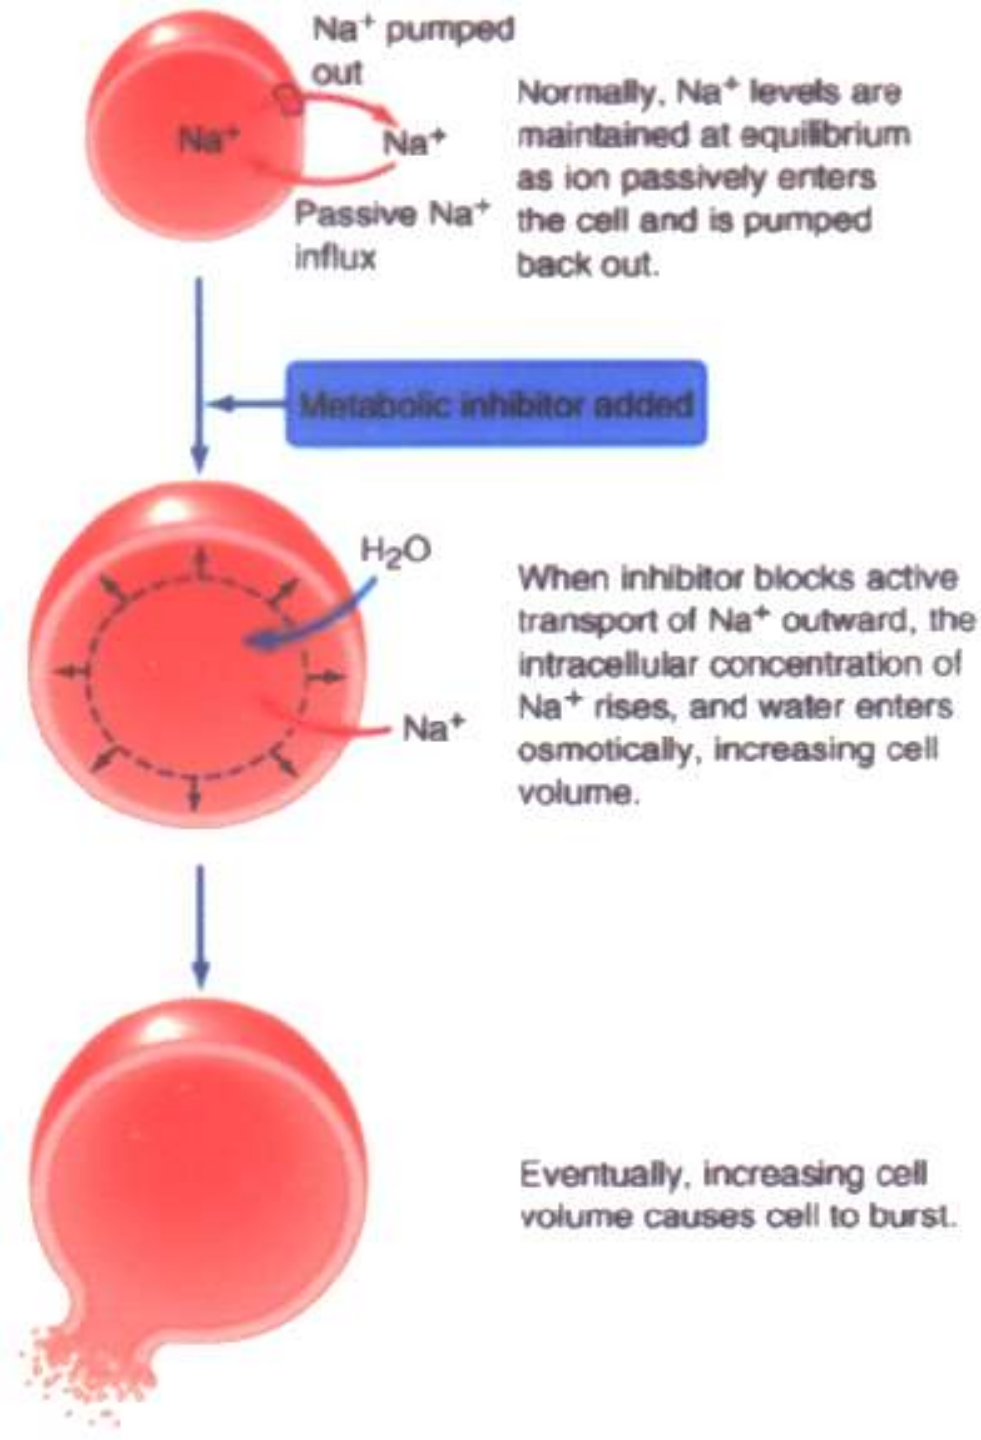 Na⁺ pumped
out
Na⁺
Na⁺
Passive Na⁺
influx
Normally, Na⁺ levels are
maintained at equilibrium
as ion passively enters
the cell and is pumped
back out.
Metabolic inhibitor added
H₂O
Na⁺
When inhibitor blocks active
transport of Na⁺ outward, the
intracellular concentration of
Na⁺ rises, and water enters
osmotically, increasing cell
volume.
Eventually, increasing cell
volume causes cell to burst.